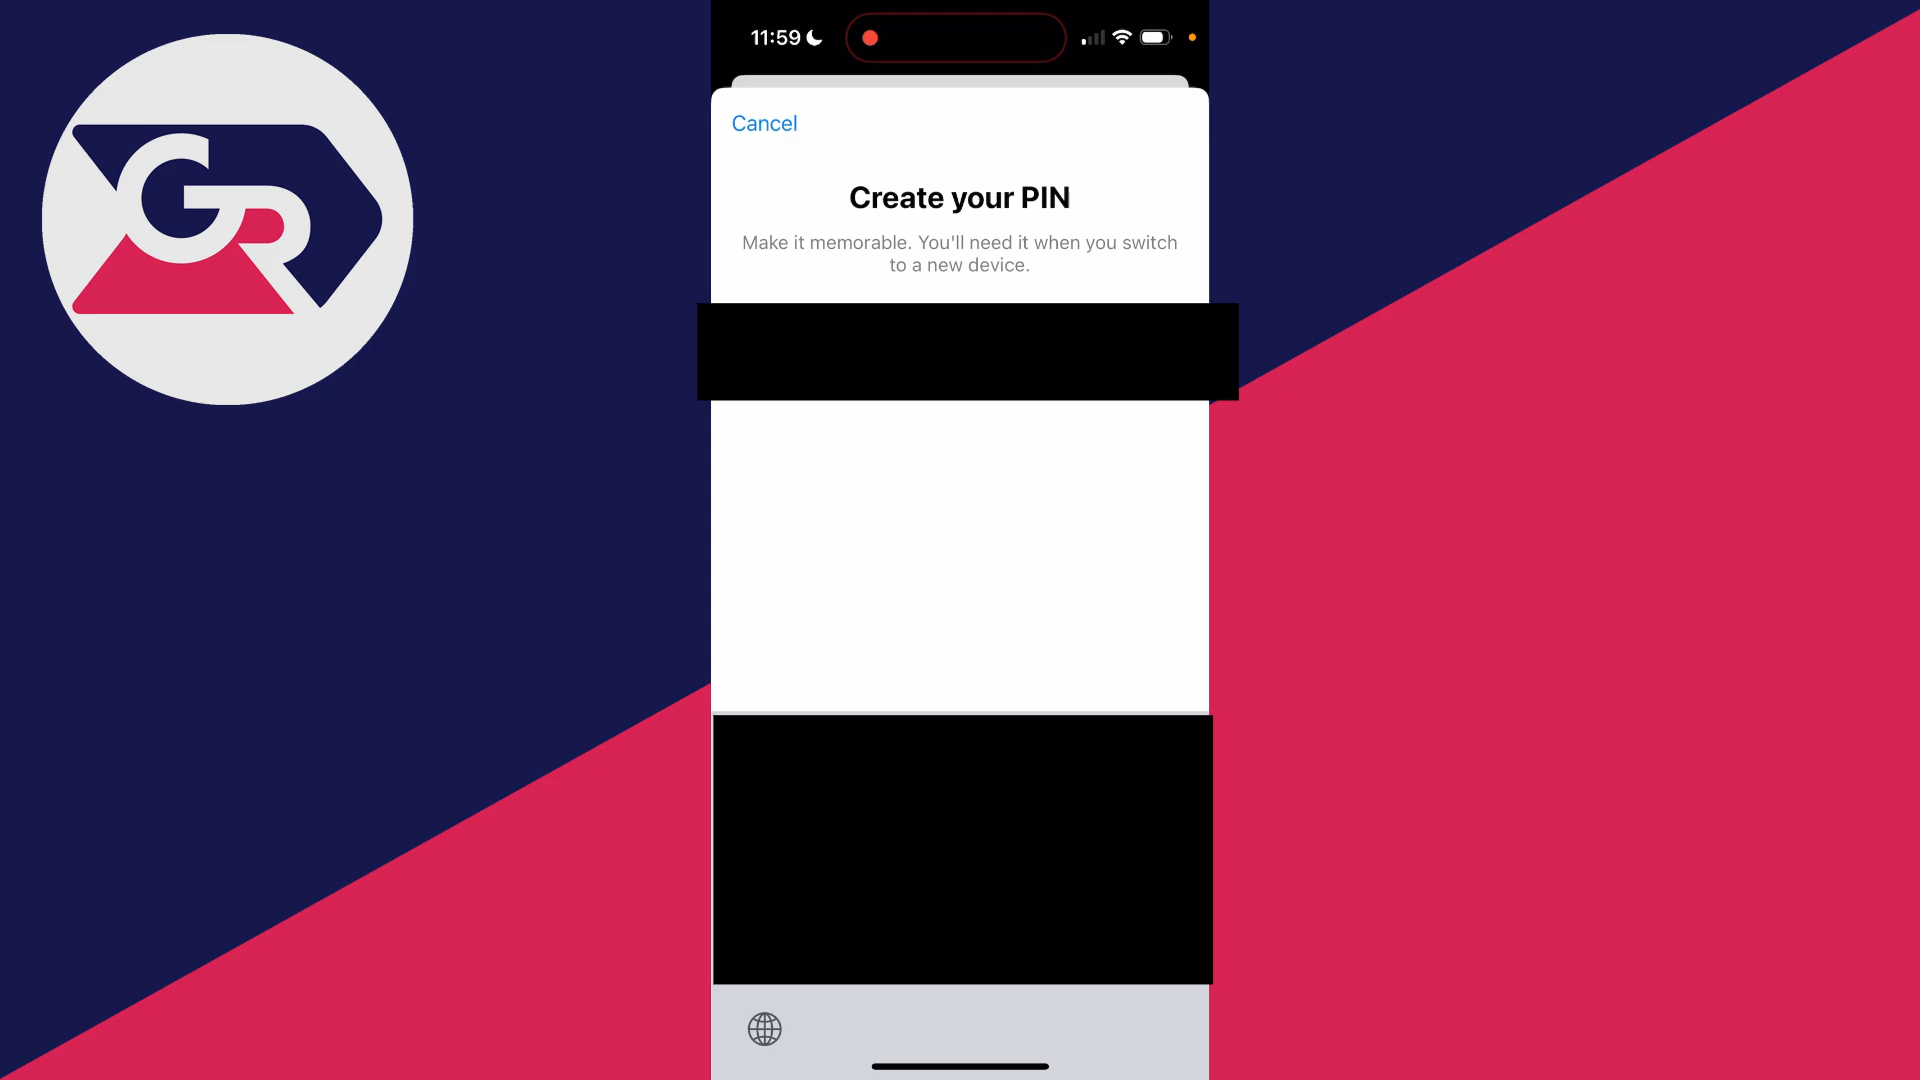 GR
11:59
Cancel
Create your PIN
Make it memorable. You'll need it when you switch
to a new device.